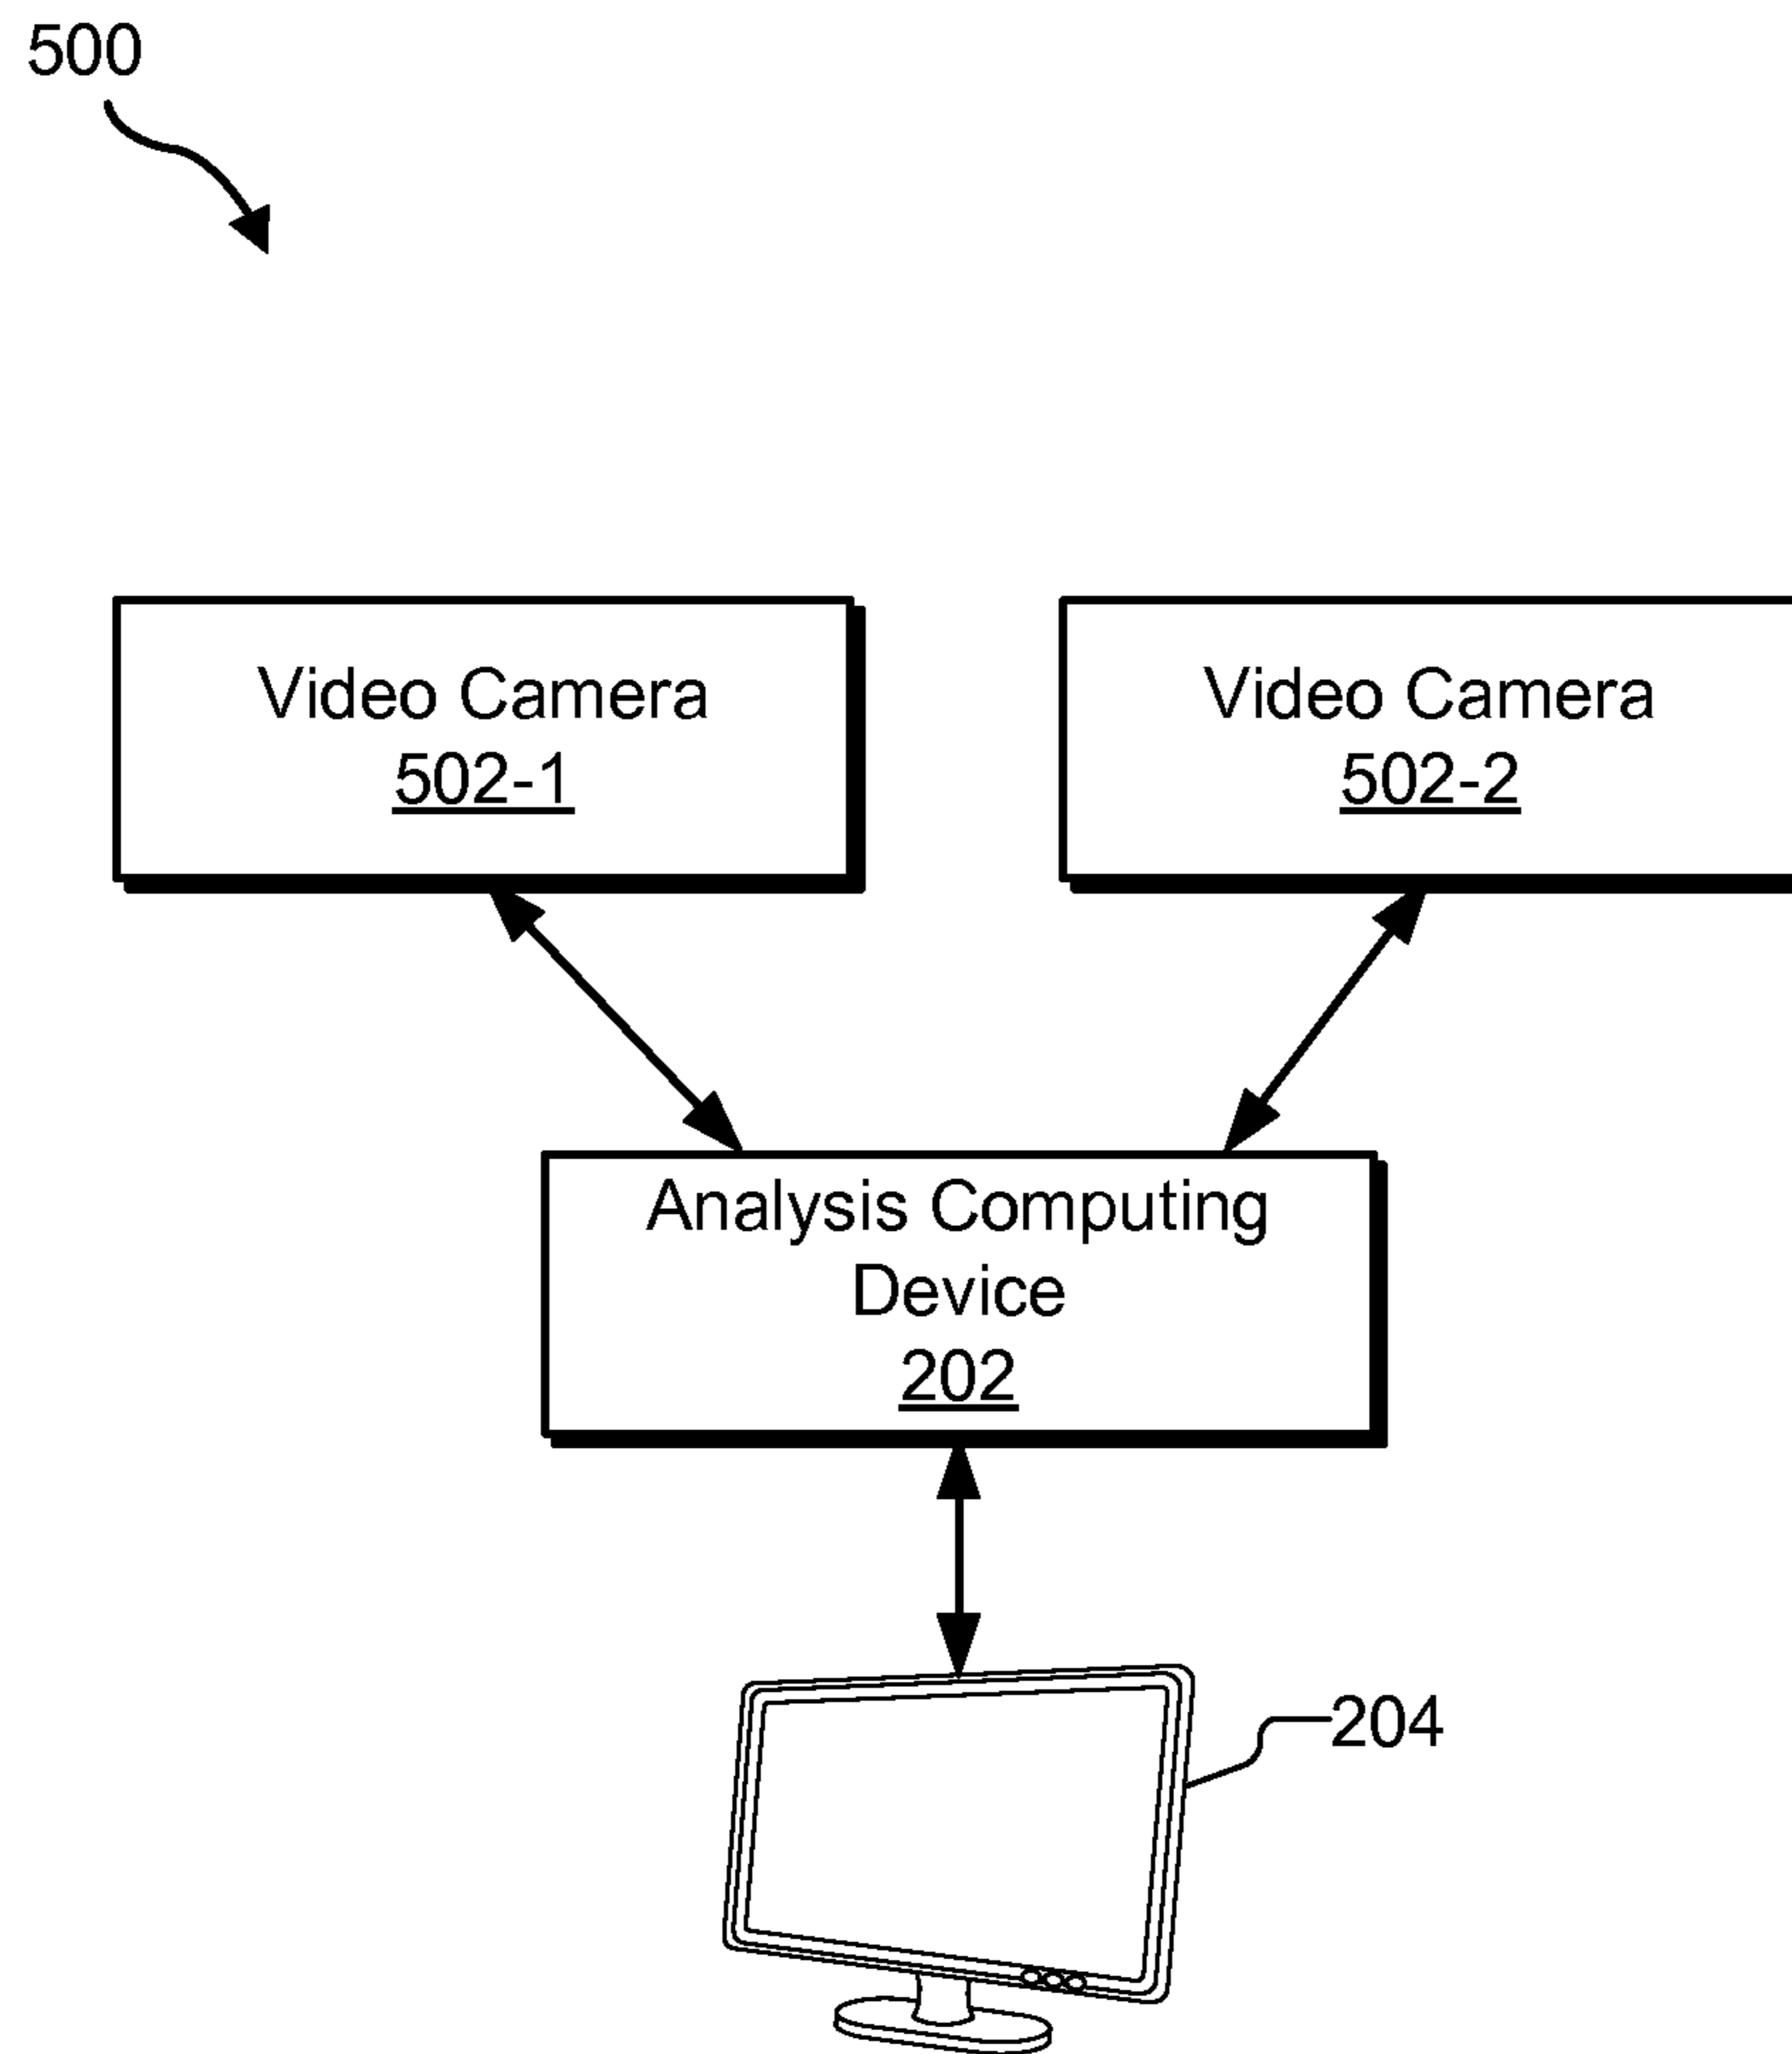 500
Video Camera
502-1
Video Camera
502-2
Analysis Computing
Device
202
204